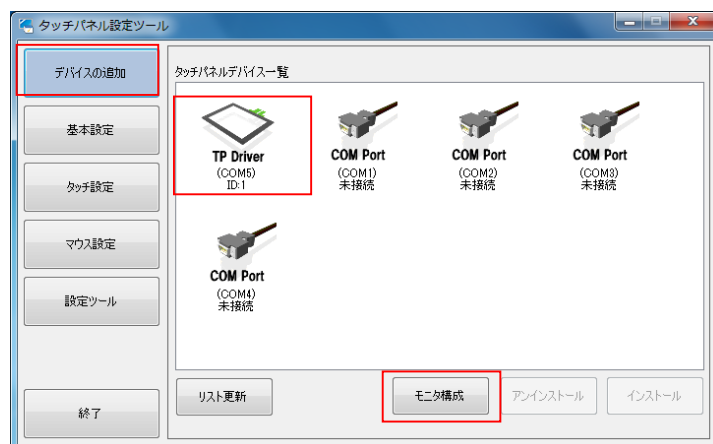 タッチパネル設定ツール
デバイスの追加
基本設定
タッチ設定
マウス設定
設定ツール
終了
タッチパネルデバイス一覧
TP Driver
(COM5)
ID:1
COM Port
(COM1)
未接続
COM Port
(COM2)
未接続
COM Port
(COM3)
未接続
COM Port
(COM4)
未接続
リスト更新
モニタ構成
アンインストール
インストール